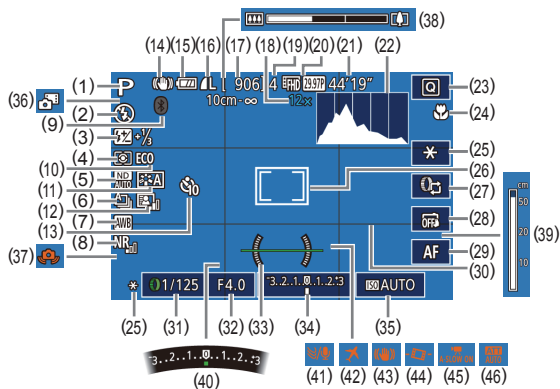 (38)
(14) (15) (16) (17) (18) (19) (20) (21) (22)
(1) P [ 906] 4 FHD 29.97P 44'19" Q (23)
(36) 10cm-∞ 12x
(9) (24)
(2)
(3) +1/3 (25)
(4) ECO (26)
(10)
(5) ND AUTO A (27)
(11)
(6) 10 cm
(12) 50
(7) AWB OFF (28) (39)
(13) 20
(8) NR AF (29) 10
(37) (30)
(25) 1/125 F4.0 -3..2..1..0..1..2.:3 ISO AUTO
(31) (32) (33) (34) (35)
-3..2..1..0..1..2.:3
(40) (41) (42) (43) (44) (45) (46)